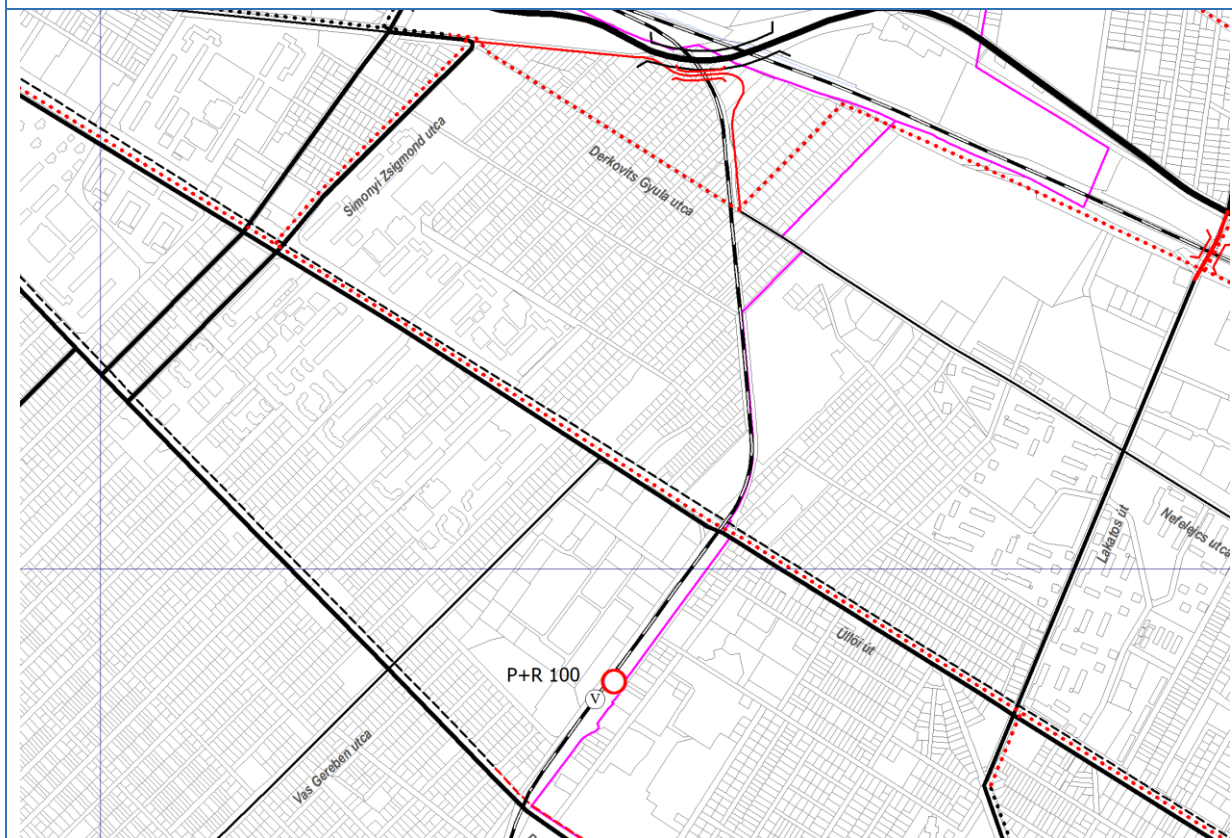 Simonyi Zsigmond utca
Derkovits Gyula utca
Lakatos út
Nefelejcs utca
Üllői út
P+R 100
V
Vas Gereben utca